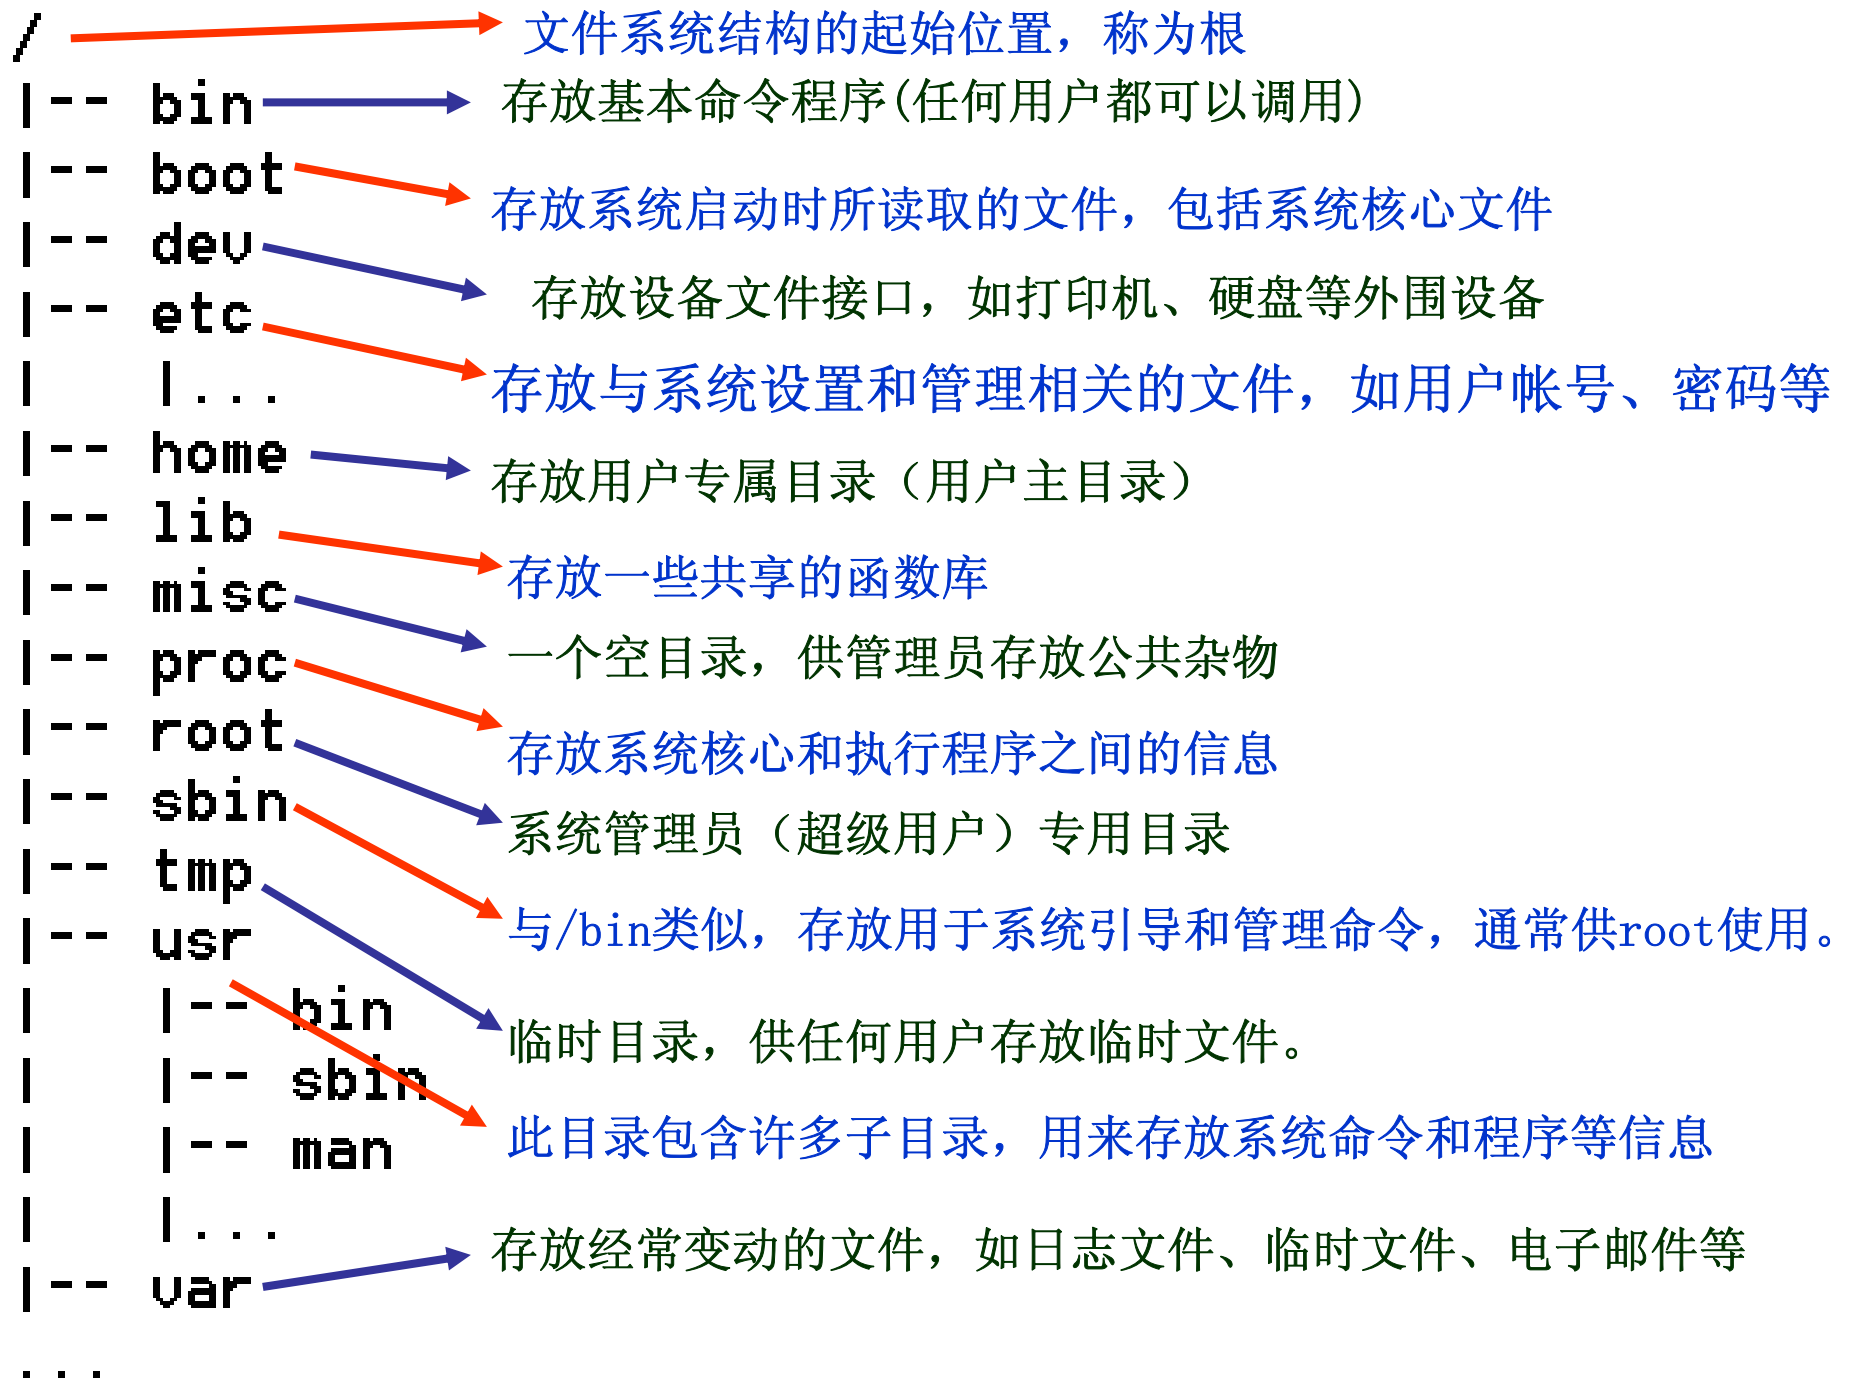 / 文件系统结构的起始位置，称为根
|-- bin 存放基本命令程序(任何用户都可以调用)
|-- boot 存放系统启动时所读取的文件，包括系统核心文件
|-- dev 存放设备文件接口，如打印机、硬盘等外围设备
|-- etc 存放与系统设置和管理相关的文件，如用户帐号、密码等
| |...
|-- home 存放用户专属目录（用户主目录）
|-- lib 存放一些共享的函数库
|-- misc 一个空目录，供管理员存放公共杂物
|-- proc 存放系统核心和执行程序之间的信息
|-- root 系统管理员（超级用户）专用目录
|-- sbin 与/bin类似，存放用于系统引导和管理命令，通常供root使用。
|-- tmp 临时目录，供任何用户存放临时文件。
|-- usr 此目录包含许多子目录，用来存放系统命令和程序等信息
| |-- bin
| |-- sbin
| |-- man
| |...
|-- var 存放经常变动的文件，如日志文件、临时文件、电子邮件等
...